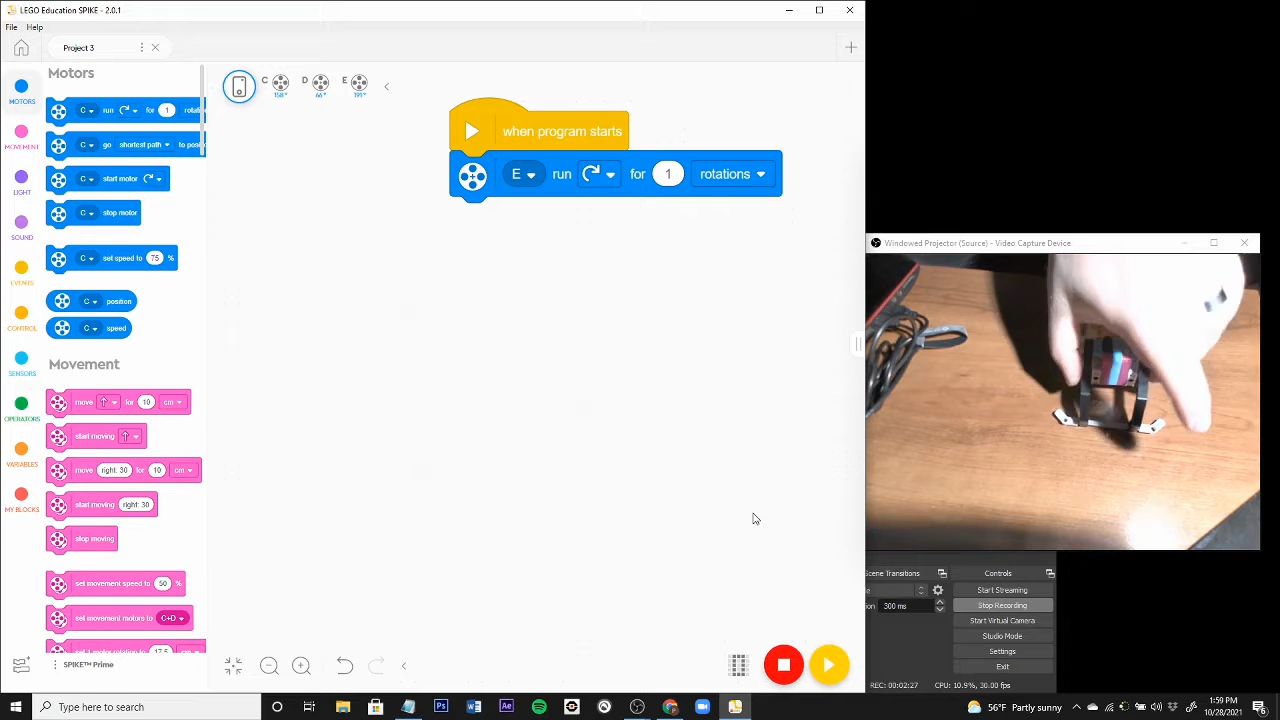 LEGO Education SPIKE - 2.0.1
File Help
Project 3
Motors
C 158° D 66° E 191°
MOTORS
MOVEMENT
LIGHT
SOUND
EVENTS
CONTROL
SENSORS
OPERATORS
VARIABLES
MY BLOCKS
C run for 1
C go shortest path to
C start motor
C stop motor
C set speed to 75 %
C position
C speed
Movement
move for 10 cm
start moving
move right: 30 for 10 cm
start moving right: 30
stop moving
set movement speed to 50 %
set movement motors to C+D
when program starts
E run for 1 rotations
SPIKE™ Prime
Windowed Projector (Source) - Video Capture Device
Scene Transitions
300 ms
Controls
Start Streaming
Stop Recording
Start Virtual Camera
Studio Mode
Settings
Exit
REC: 00:02:27 CPU: 10.9%, 30.00 fps
Type here to search
56°F Partly sunny
1:59 PM
10/28/2021